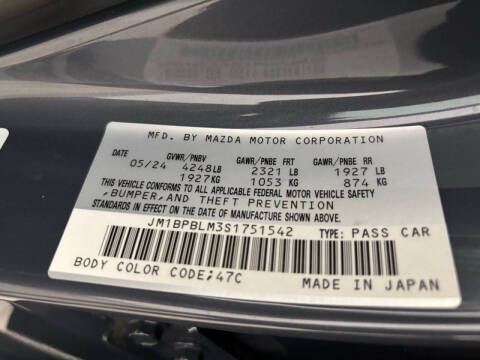 MFD. BY MAZDA MOTOR CORPORATION
DATE GVWR/PNBV GAWR/PNBE FRT GAWR/PNBE RR
05/24 4248LB 2321 LB 1927 LB
1927KG 1053 KG 874 KG
THIS VEHICLE CONFORMS TO ALL APPLICABLE FEDERAL MOTOR VEHICLE SAFETY
,BUMPER,AND THEFT PREVENTION
STANDARDS IN EFFECT ON THE DATE OF MANUFACTURE SHOWN ABOVE.
JM1BPBLM3S1751542 TYPE: PASS CAR
BODY COLOR CODE;47C MADE IN JAPAN